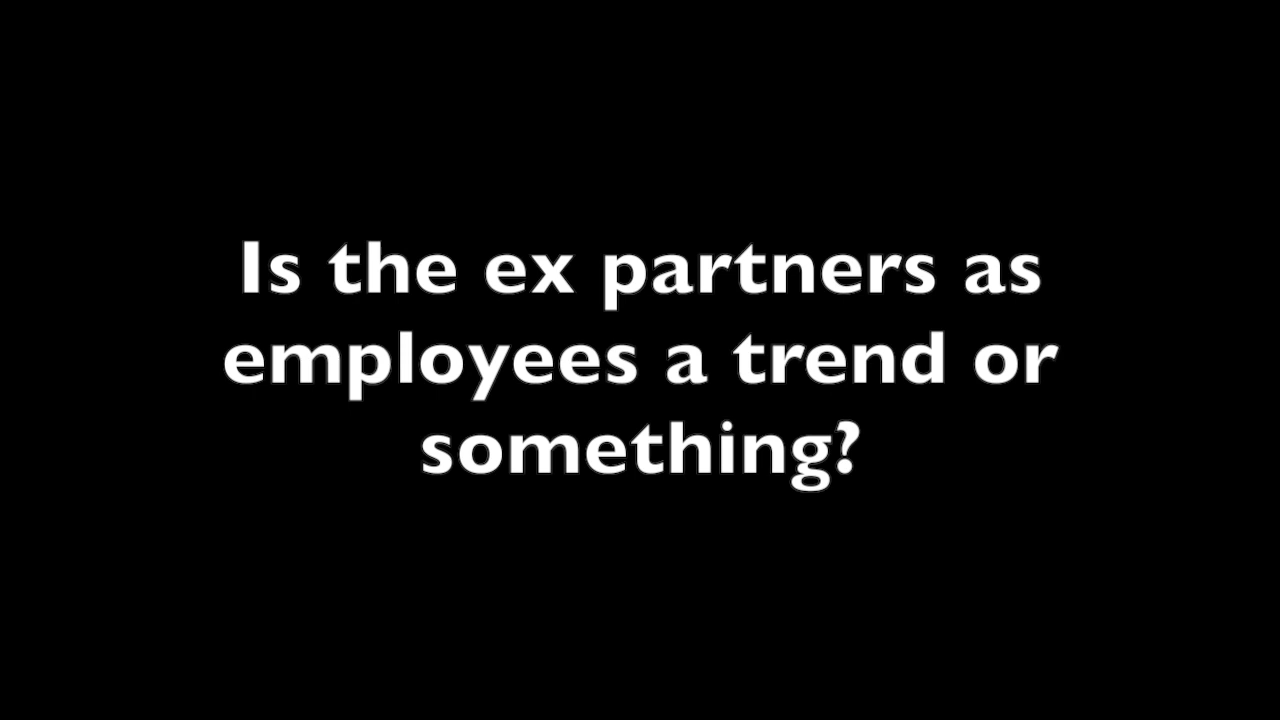 Is the ex partners as
employees a trend or
something?